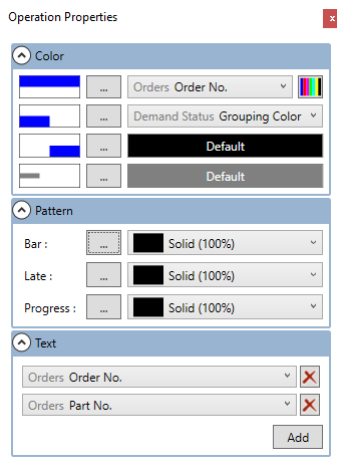 Operation Properties x
Color
... Orders Order No.
... Demand Status Grouping Color
... Default
... Default
Pattern
Bar : ... Solid (100%)
Late : ... Solid (100%)
Progress : ... Solid (100%)
Text
Orders Order No.
Orders Part No.
Add